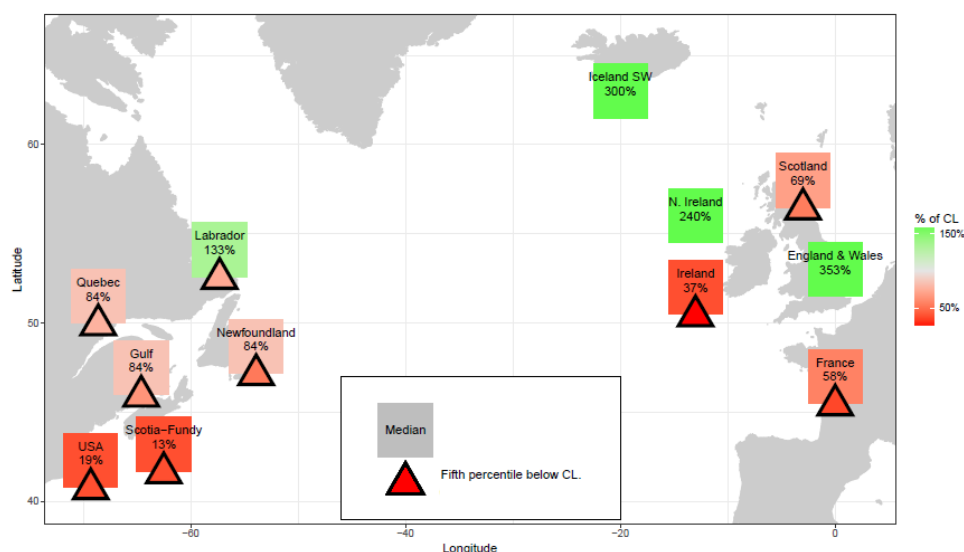 Iceland SW
300%
Scotland
69%
N. Ireland
240%
England & Wales
353%
Ireland
37%
France
58%
Labrador
133%
Quebec
84%
Newfoundland
84%
Gulf
84%
Scotia−Fundy
13%
USA
19%
Median
Fifth percentile below CL.
% of CL
150%
50%
60
50
40
Latitude
−60
−40
−20
0
Longitude